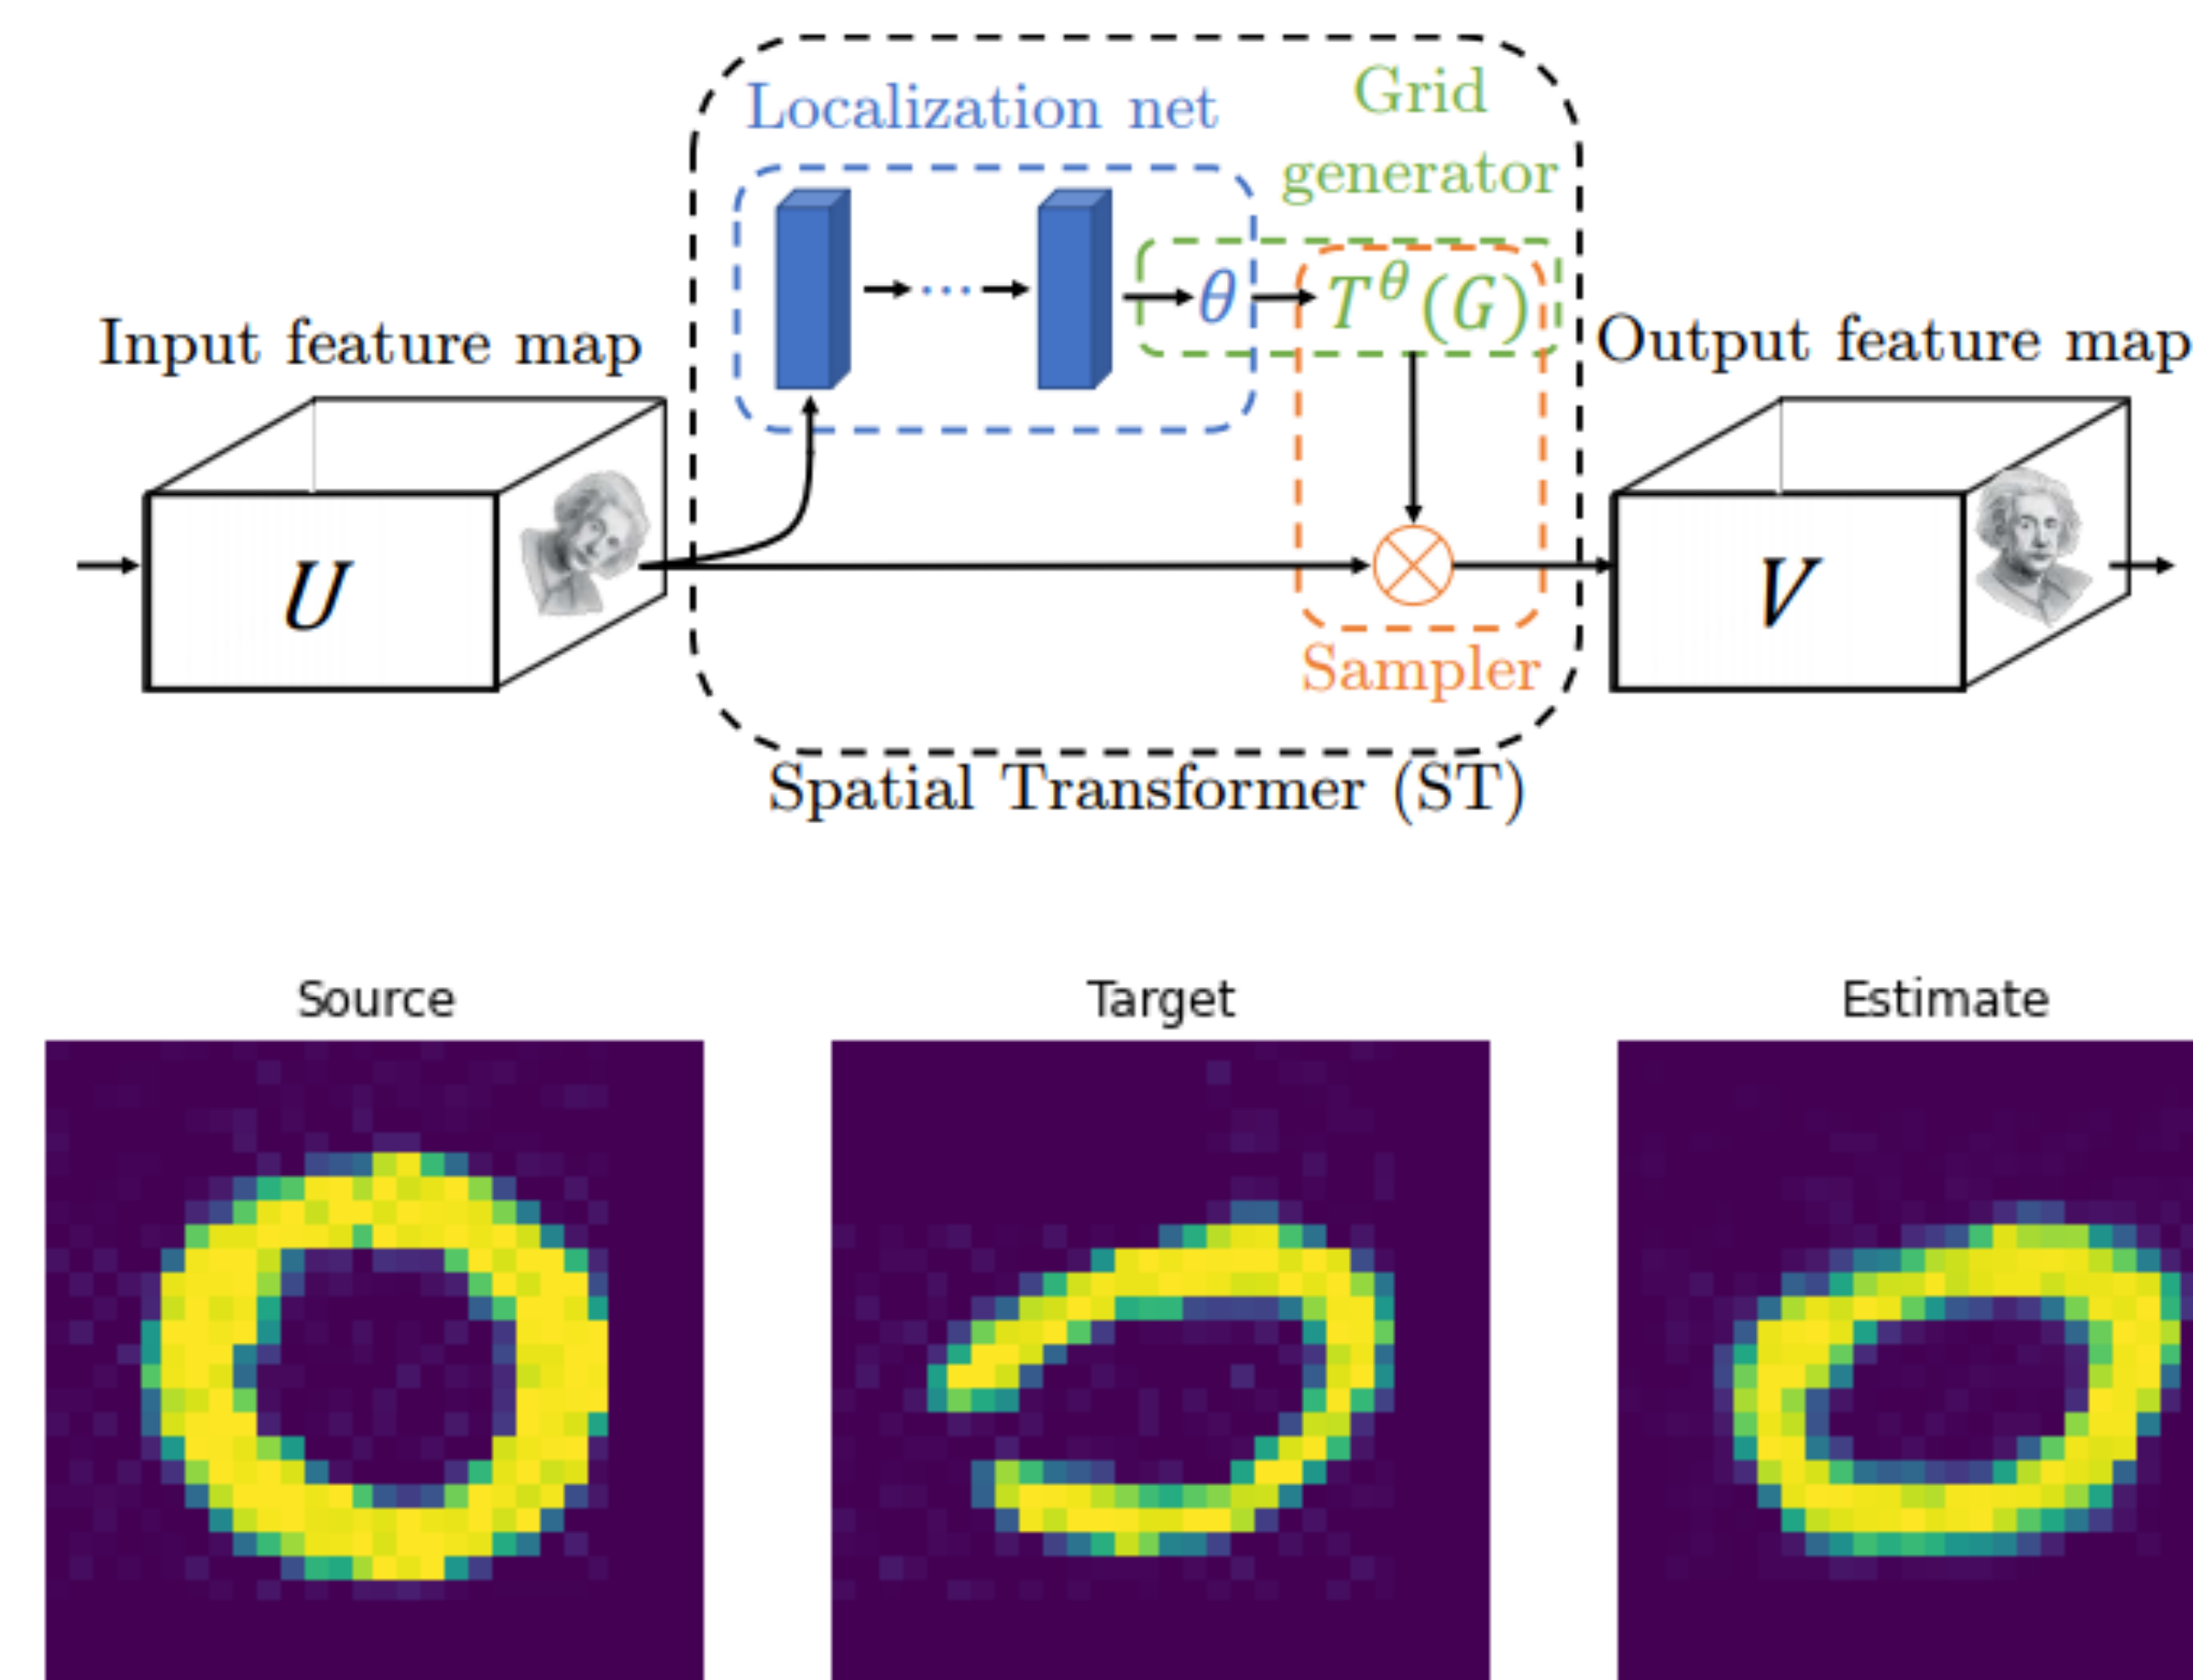 Localization net
Grid
generator
θ
T^θ(G)
Input feature map
Output feature map
U
V
Sampler
Spatial Transformer (ST)
Source
Target
Estimate